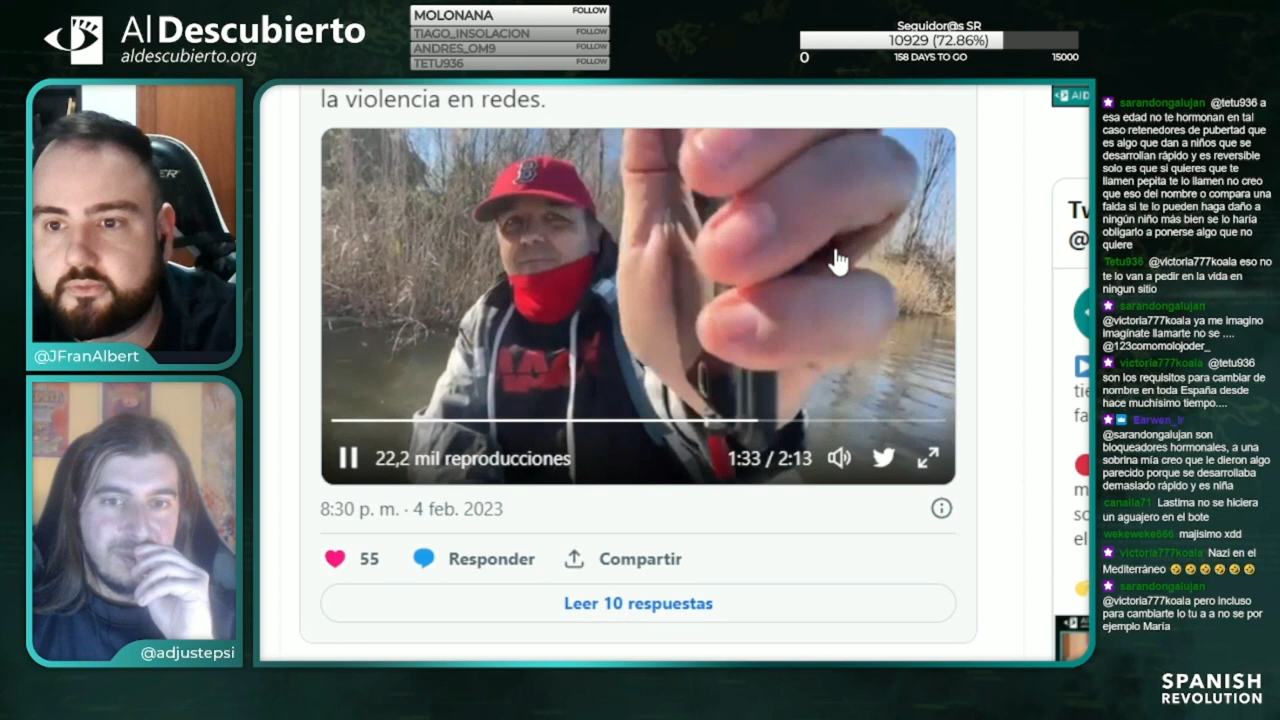 Al Descubierto
aldescubierto.org
MOLONANA FOLLOW
TIAGO_INSOLACION FOLLOW
ANDRES_OM9 FOLLOW
TETU936 FOLLOW
Seguidor@s SR
10929 (72.86%)
0 158 DAYS TO GO 15000
@JFranAlbert
@adjustepsi
la violencia en redes.
B
22,2 mil reproducciones
1:33 / 2:13
8:30 p. m. · 4 feb. 2023
55 Responder Compartir
Leer 10 respuestas
AL D
Tw
@
tie
fa
m
so
el
sarandongalujan @tetu936 a
esa edad no te hormonan en tal
caso retenedores de pubertad que
es algo que dan a niños que se
desarrollan rápido y es reversible
solo es que si quieres que te
llamen pepita te lo llamen no creo
que eso del nombre o compara una
falda si te lo pueden haga daño a
ningún niño más bien se lo haría
obligarlo a ponerse algo que no
quiere
Tetu936 @victoria777koala eso no
te lo van a pedir en la vida en
ningun sitio
sarandongalujan
@victoria777koala ya me imagino
imagínate llamarte no se ....
@123comomolojoder_
victoria777koala @tetu936
son los requisitos para cambiar de
nombre en toda España desde
hace muchísimo tiempo....
Earwen_Ir
@sarandongalujan son
bloqueadores hormonales, a una
sobrina mía creo que le dieron algo
parecido porque se desarrollaba
demasiado rápido y es niña
canalla71 Lastima no se hiciera
un aguajero en el bote
wekeweke666 majisimo xdd
victoria777koala Nazi en el
Mediterráneo 🤣🤣🤣🤣🤣🤣
sarandongalujan
@victoria777koala pero incluso
para cambiarte lo tu a a no se por
ejemplo María
SPANISH
REVOLUTION